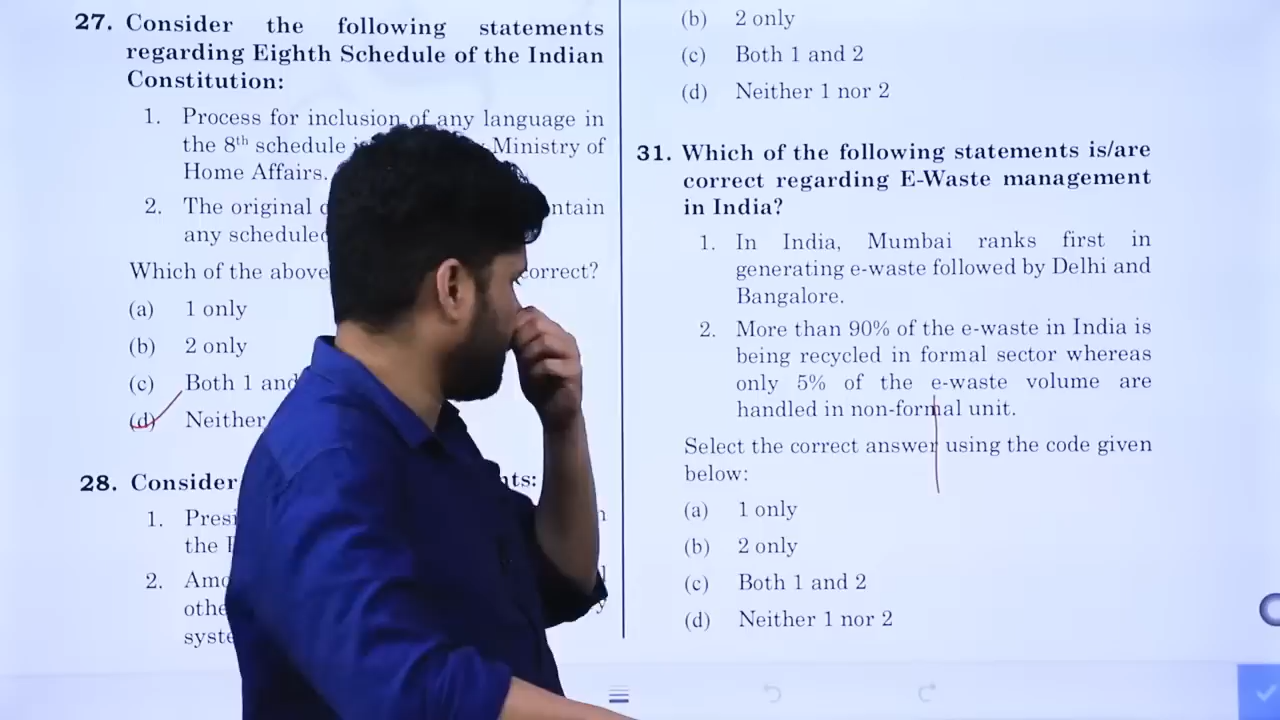 27. Consider the following statements
regarding Eighth Schedule of the Indian
Constitution:
1. Process for inclusion of any language in
the 8th schedule Ministry of
Home Affairs.
2. The original
any scheduled
Which of the above correct?
(a) 1 only
(b) 2 only
(c) Both 1 and
(d) Neither
28. Consider
1.
the
2.
(b) 2 only
(c) Both 1 and 2
(d) Neither 1 nor 2
31. Which of the following statements is/are
correct regarding E-Waste management
in India?
1. In India, Mumbai ranks first in
generating e-waste followed by Delhi and
Bangalore.
2. More than 90% of the e-waste in India is
being recycled in formal sector whereas
only 5% of the e-waste volume are
handled in non-formal unit.
Select the correct answer using the code given
below:
(a) 1 only
(b) 2 only
(c) Both 1 and 2
(d) Neither 1 nor 2